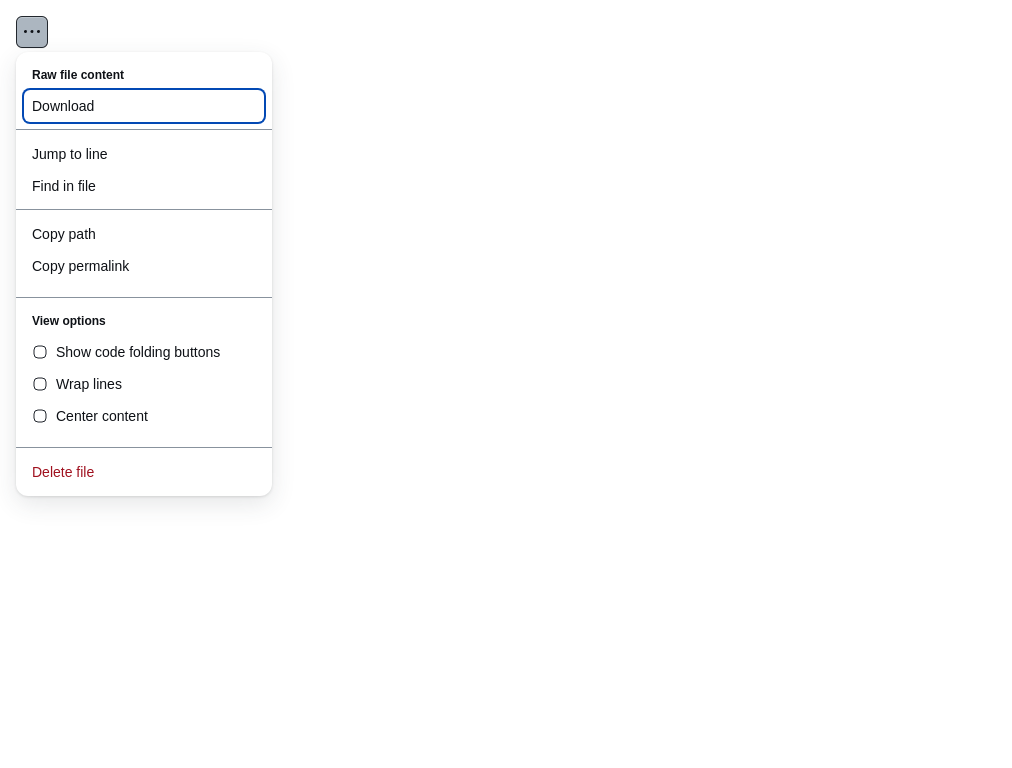 Raw file content
Download
Jump to line
Find in file
Copy path
Copy permalink
View options
Show code folding buttons
Wrap lines
Center content
Delete file